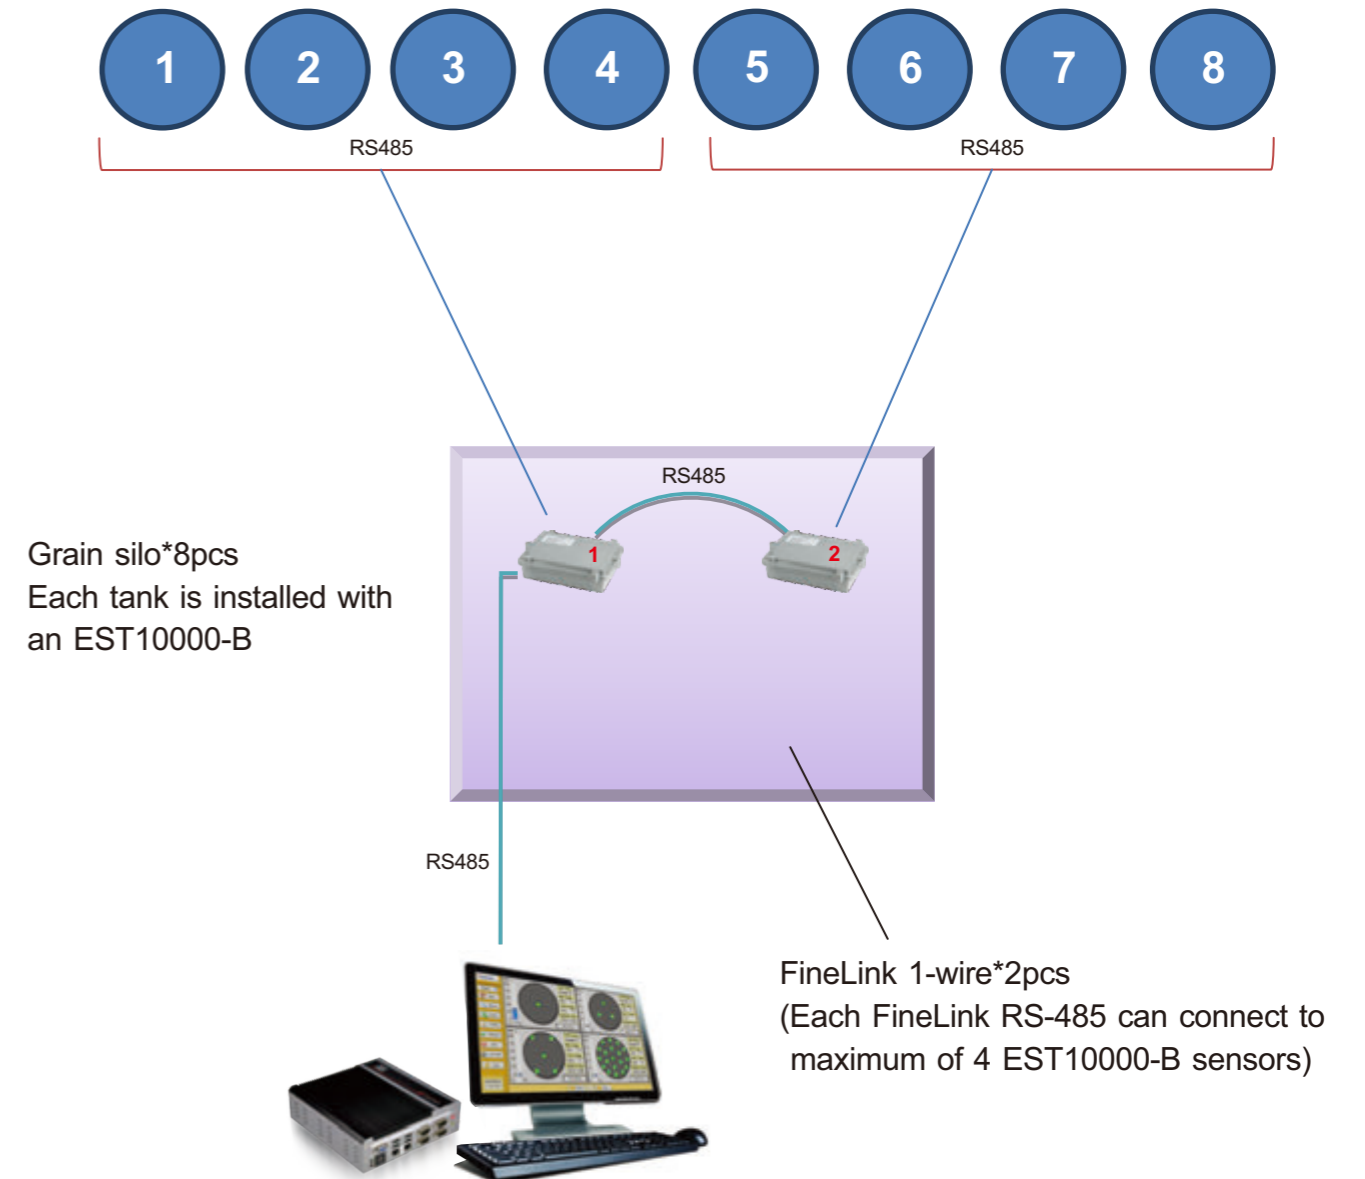 1 2 3 4 5 6 7 8
RS485 RS485
RS485
1 2
Grain silo*8pcs
Each tank is installed with
an EST10000-B
RS485
FineLink 1-wire*2pcs
(Each FineLink RS-485 can connect to
maximum of 4 EST10000-B sensors)